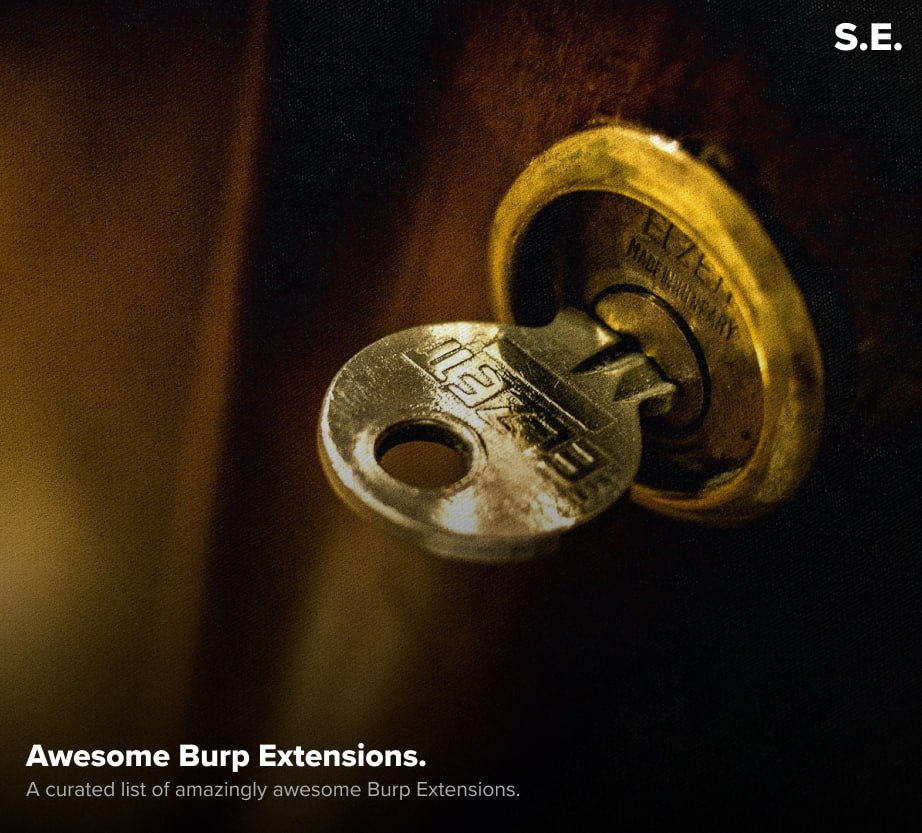 S.E.
ELZETT
MADE IN HUNGARY
ELZETT
Awesome Burp Extensions.
A curated list of amazingly awesome Burp Extensions.